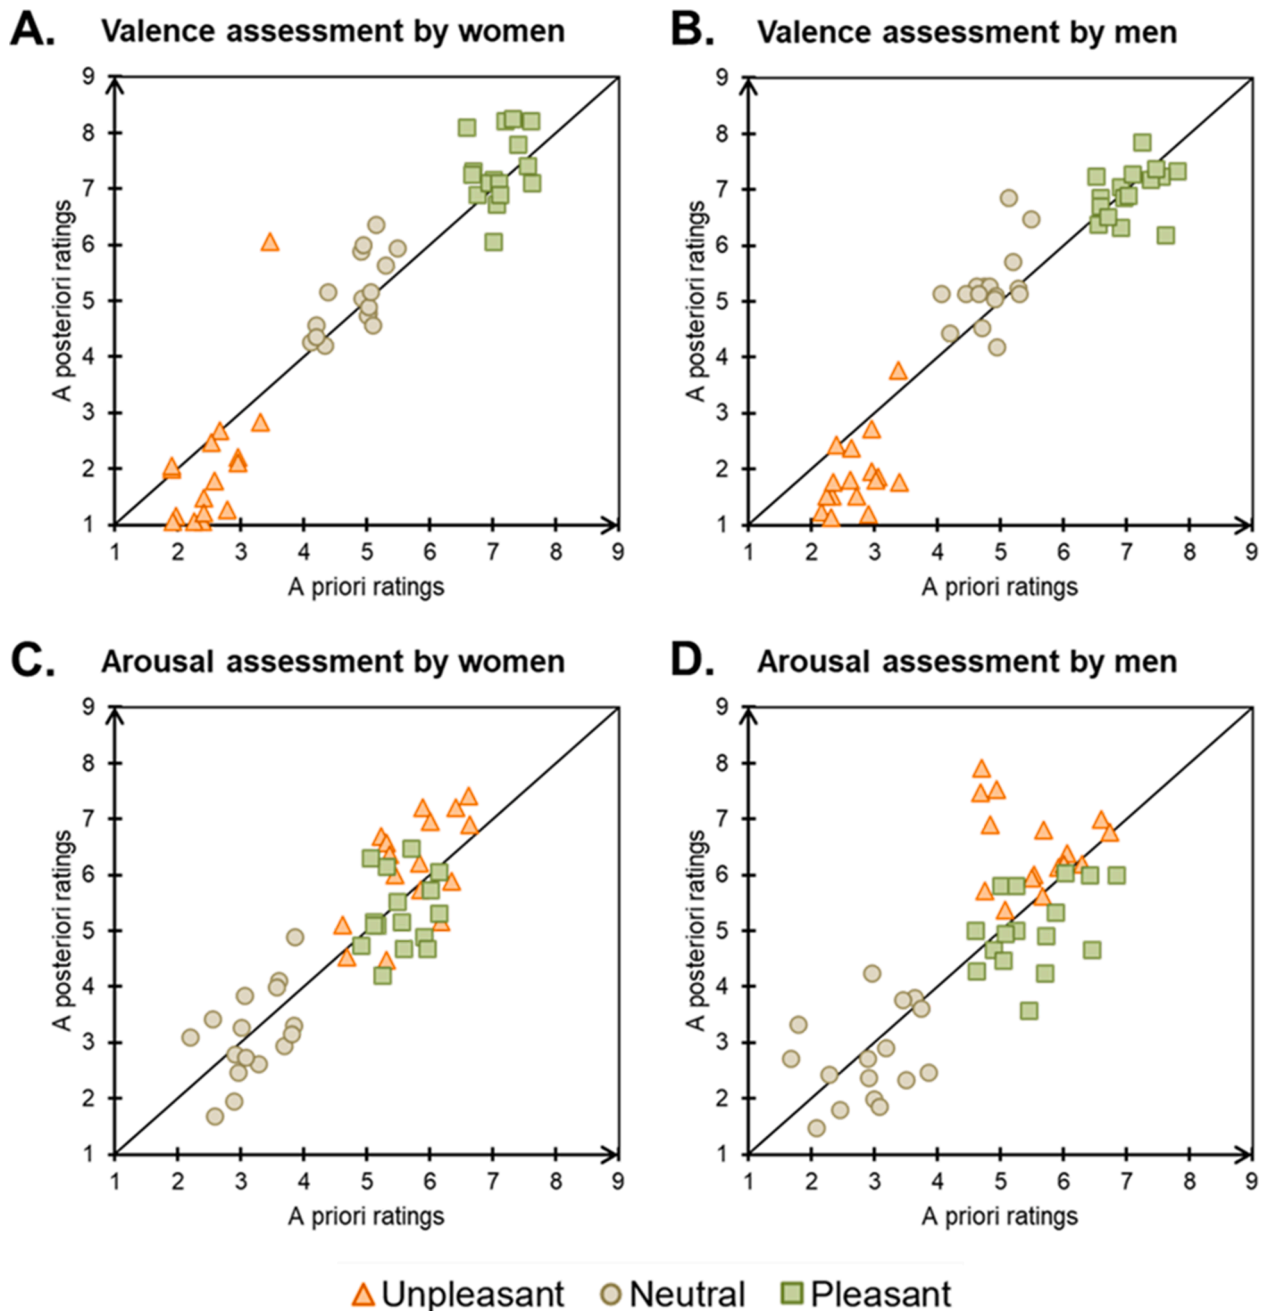 A. Valence assessment by women
9
8
7
6
5
4
3
2
1
A posteriori ratings
1 2 3 4 5 6 7 8 9
A priori ratings
B. Valence assessment by men
9
8
7
6
5
4
3
2
1
A posteriori ratings
1 2 3 4 5 6 7 8 9
A priori ratings
C. Arousal assessment by women
9
8
7
6
5
4
3
2
1
A posteriori ratings
1 2 3 4 5 6 7 8 9
A priori ratings
D. Arousal assessment by men
9
8
7
6
5
4
3
2
1
A posteriori ratings
1 2 3 4 5 6 7 8 9
A priori ratings
Unpleasant Neutral Pleasant